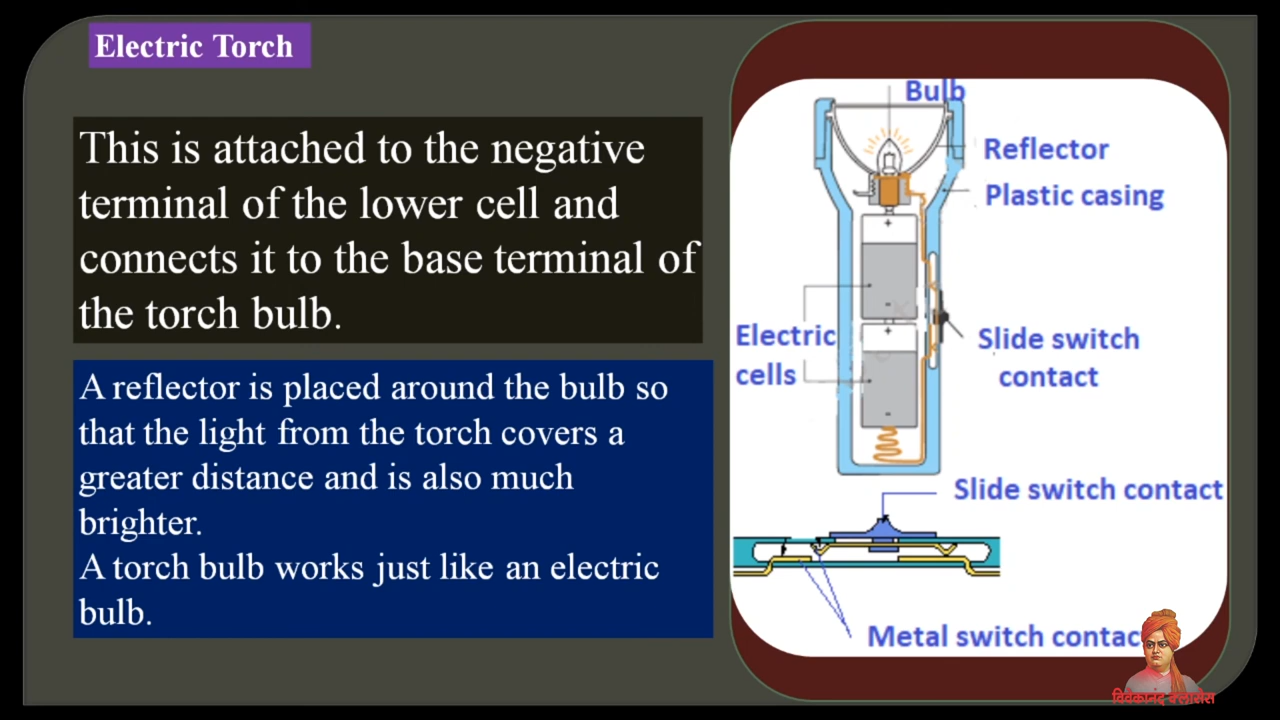 Electric Torch
This is attached to the negative
terminal of the lower cell and
connects it to the base terminal of
the torch bulb.
A reflector is placed around the bulb so
that the light from the torch covers a
greater distance and is also much
brighter.
A torch bulb works just like an electric
bulb.
Bulb
Reflector
Plastic casing
+
-
+
-
Electric
cells
Slide switch
contact
Slide switch contact
Metal switch contac
विवेकानंद क्लासेस